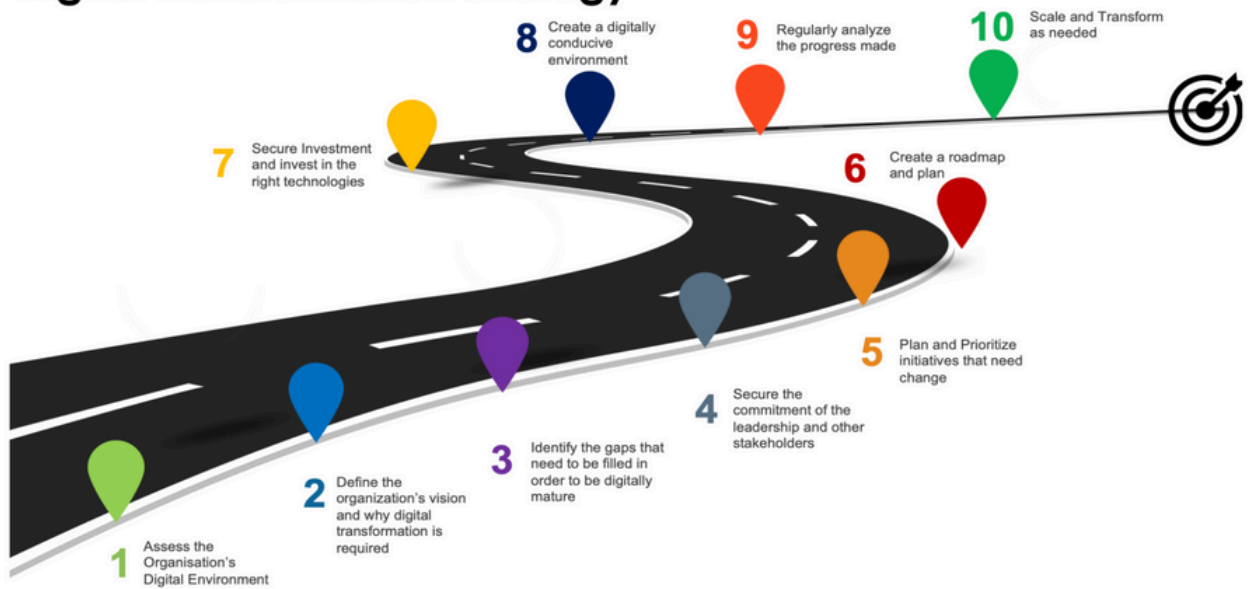 1
Assess the
Organisation's
Digital Environment
2
Define the
organization's vision
and why digital
transformation is
required
3
Identify the gaps that
need to be filled in
order to be digitally
mature
4
Secure the
commitment of the
leadership and other
stakeholders
5
Plan and Prioritize
initiatives that need
change
6
Create a roadmap
and plan
7
Secure Investment
and invest in the
right technologies
8
Create a digitally
conducive
environment
9
Regularly analyze
the progress made
10
Scale and Transform
as needed